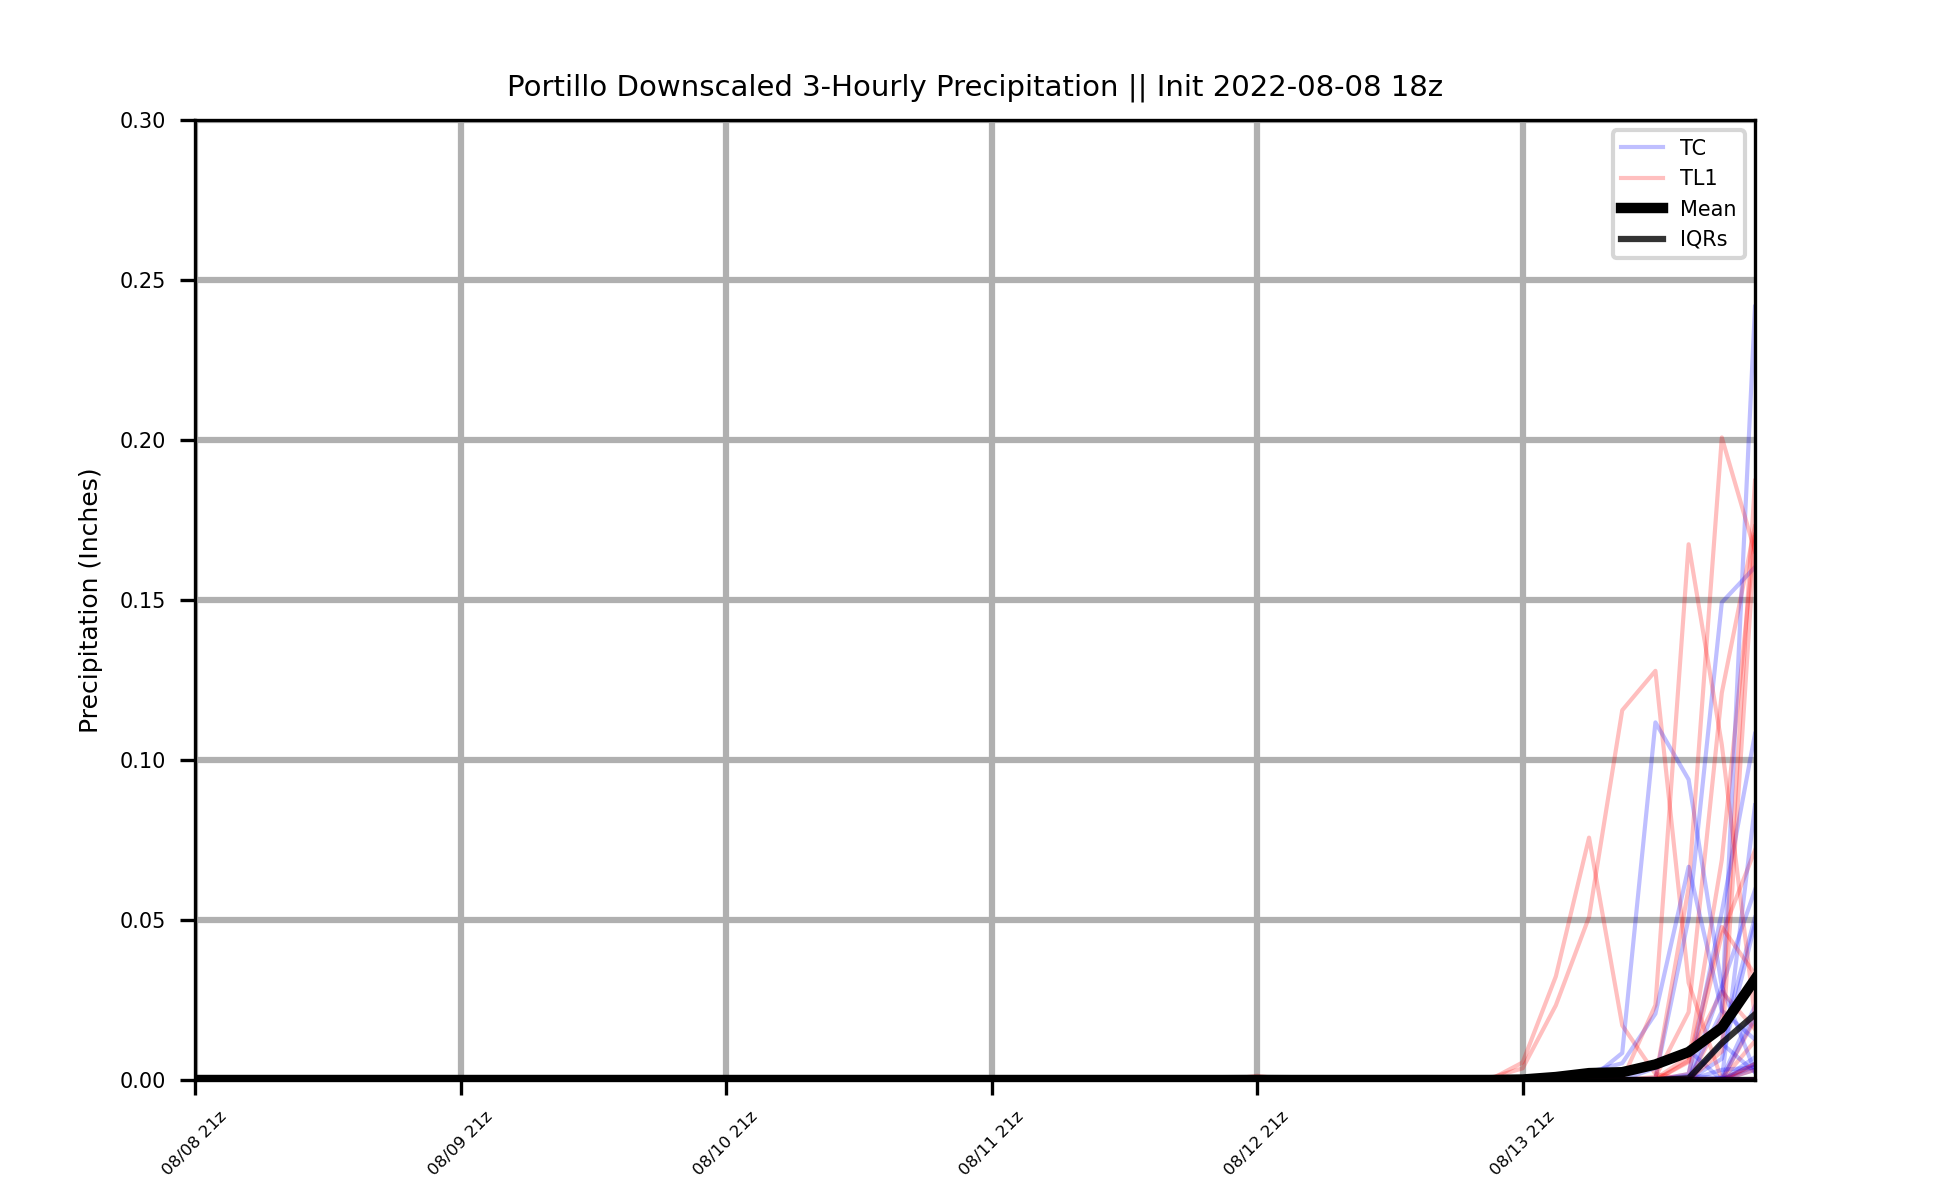 Portillo Downscaled 3-Hourly Precipitation || Init 2022-08-08 18z
0.30
0.25
0.20
0.15
0.10
0.05
0.00
Precipitation (Inches)
TC
TL1
Mean
IQRs
08/08 21z
08/09 21z
08/10 21z
08/11 21z
08/12 21z
08/13 21z